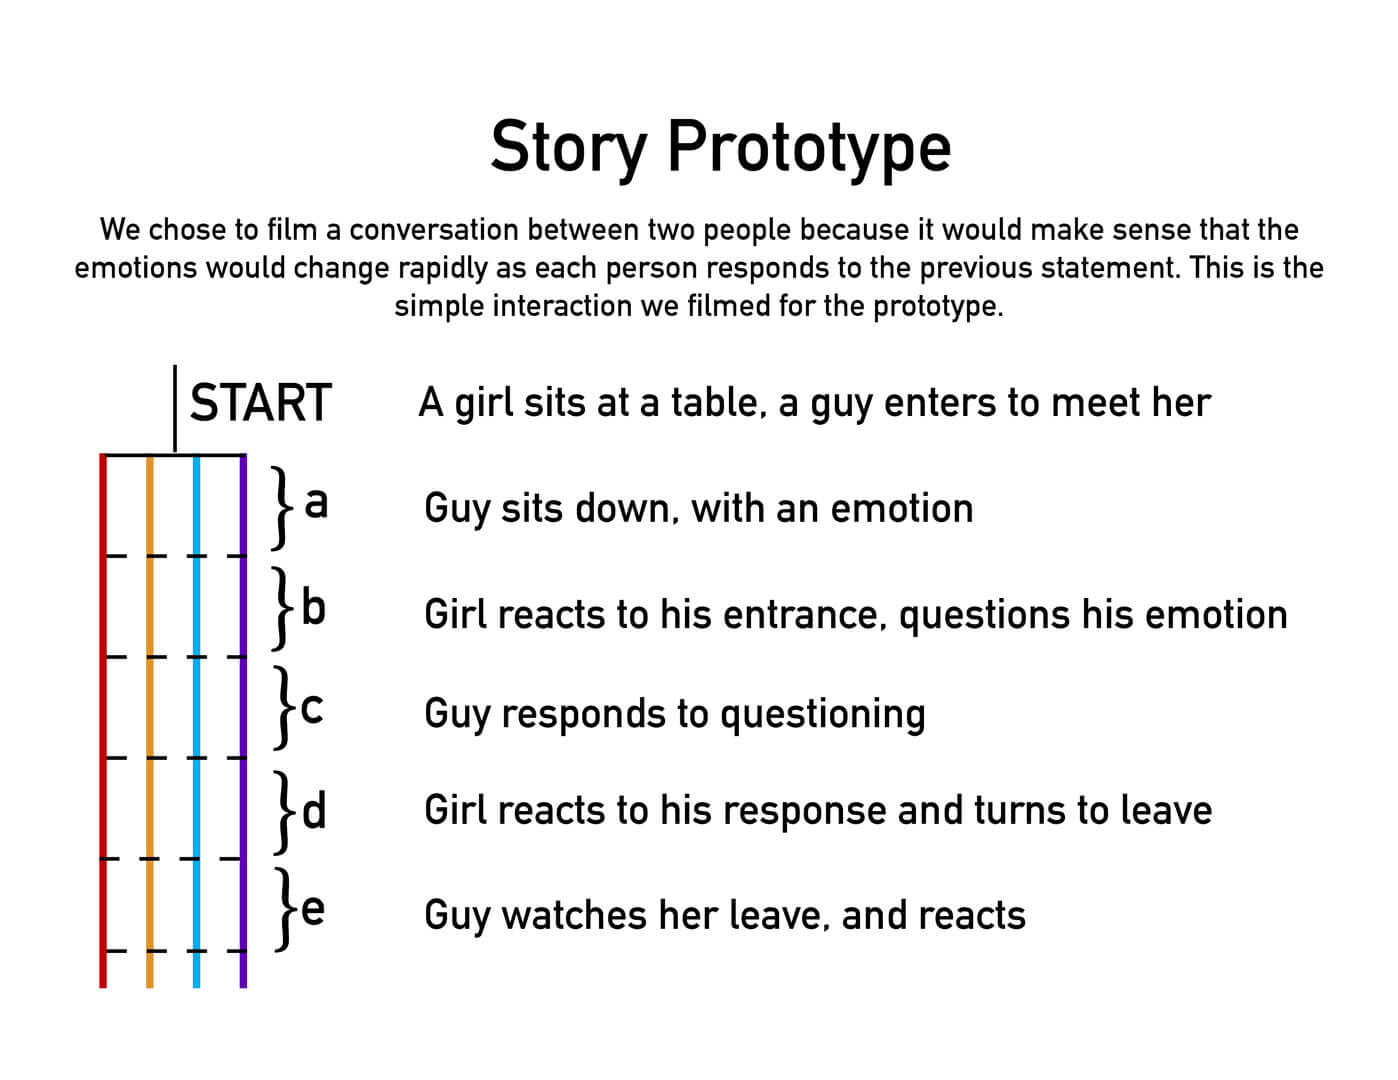 Story Prototype
We chose to film a conversation between two people because it would make sense that the
emotions would change rapidly as each person responds to the previous statement. This is the
simple interaction we filmed for the prototype.
START A girl sits at a table, a guy enters to meet her
a Guy sits down, with an emotion
b Girl reacts to his entrance, questions his emotion
c Guy responds to questioning
d Girl reacts to his response and turns to leave
e Guy watches her leave, and reacts